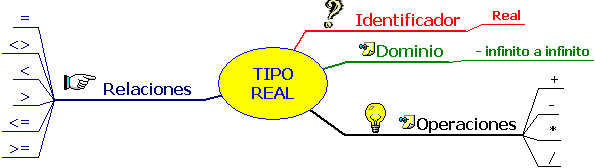 =
<>
<
>
<=
>=
Relaciones
TIPO
REAL
Identificador
Real
Dominio
- infinito a infinito
Operaciones
+
-
*
/